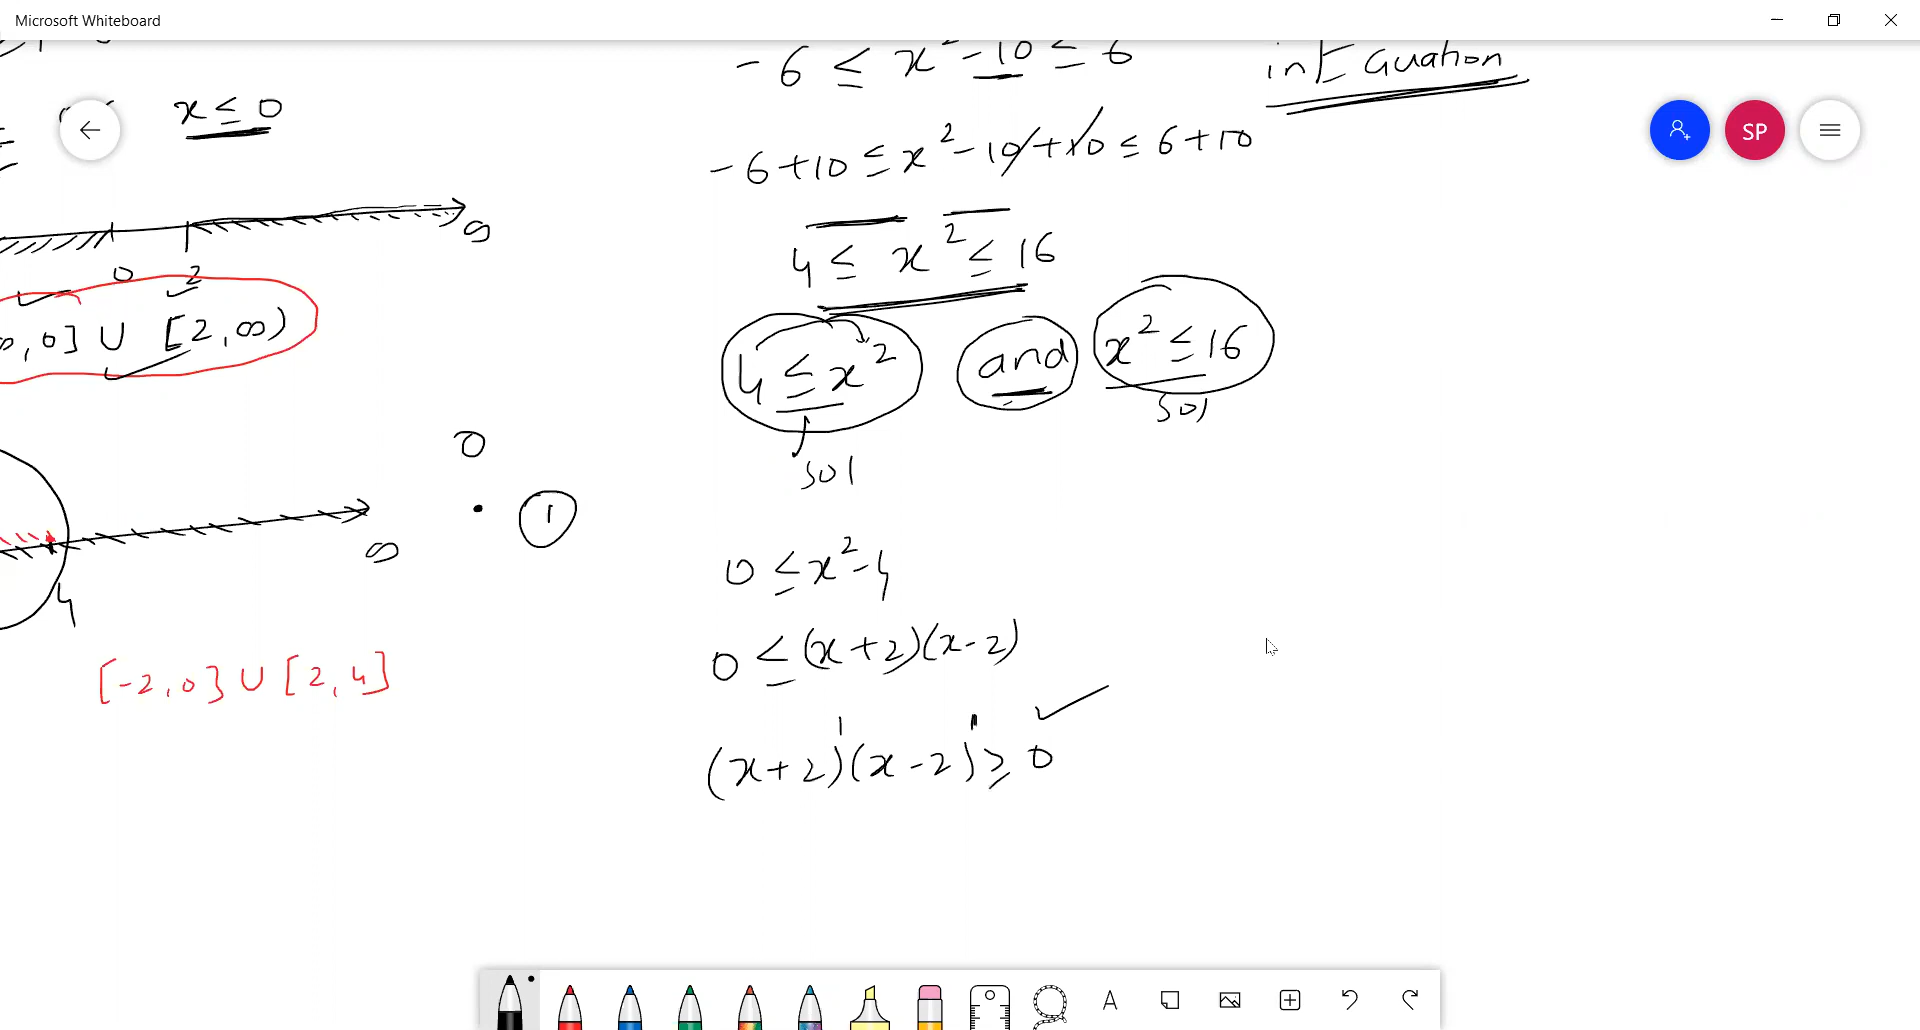 Microsoft Whiteboard
x ≤ 0
0 2 ∞
∞, 0] ∪ [2, ∞)
0
1
∞
4
[-2, 0] ∪ [2, 4]
-6 ≤ x² - 10 ≤ 6
inEquation
-6+10 ≤ x² - 10 + 10 ≤ 6+10
4 ≤ x² ≤ 16
4 ≤ x² and x² ≤ 16
sol sol
0 ≤ x² - 4
0 ≤ (x+2)(x-2)
(x+2)¹(x-2)¹ ≥ 0
SP
A